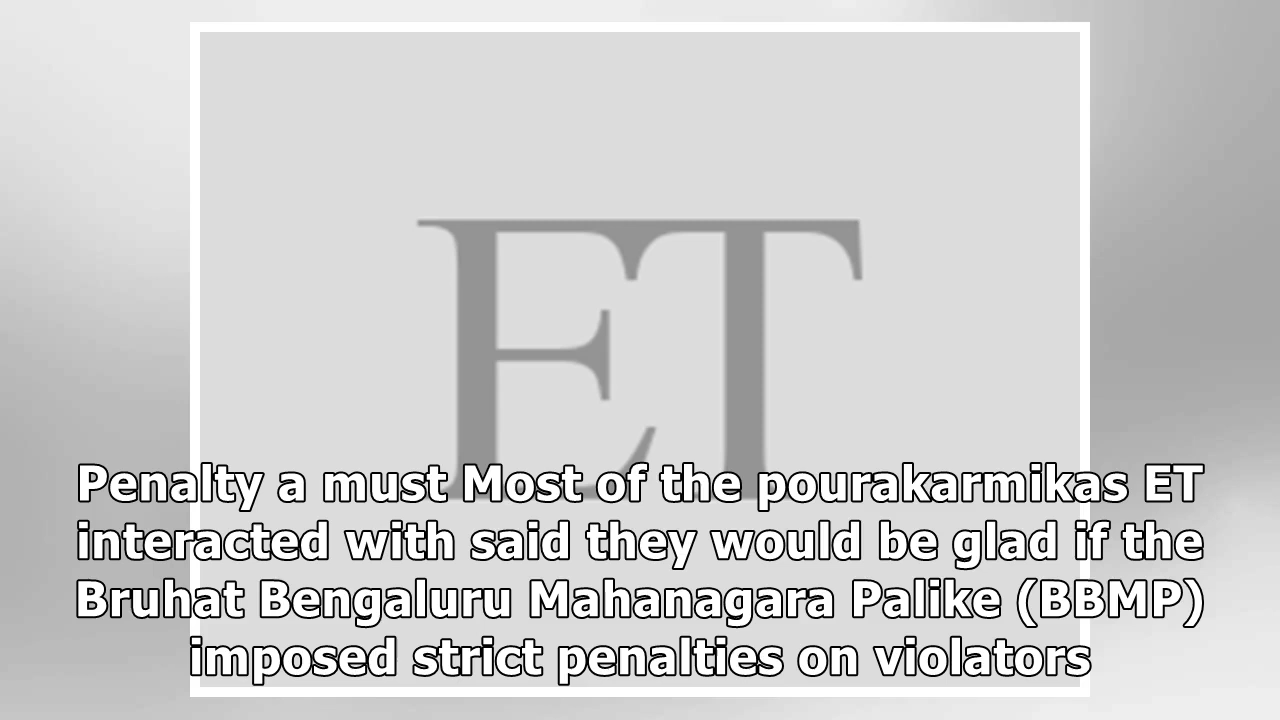 ET
Penalty a must Most of the pourakarmikas ET
interacted with said they would be glad if the
Bruhat Bengaluru Mahanagara Palike (BBMP)
imposed strict penalties on violators